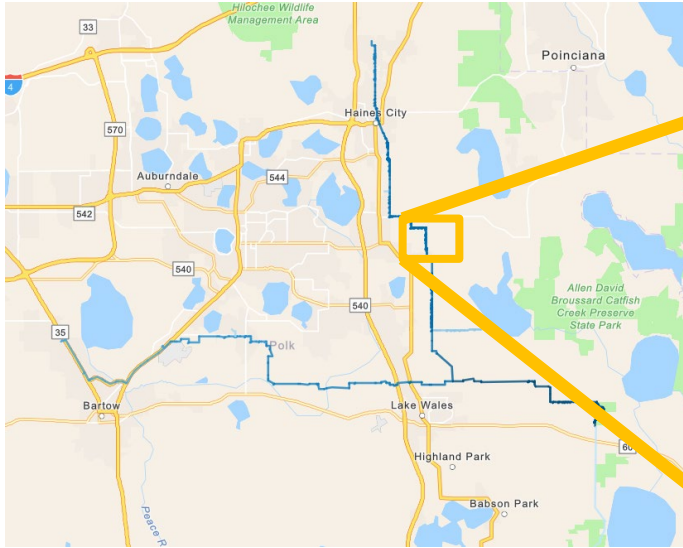 Hilochee Wildlife
Management Area
33
Poinciana
4
Haines City
570
Auburndale
544
542
540
Allen David
Broussard Catfish
Creek Preserve
State Park
540
35
Polk
Bartow
Lake Wales
60
Highland Park
Babson Park
Peace R